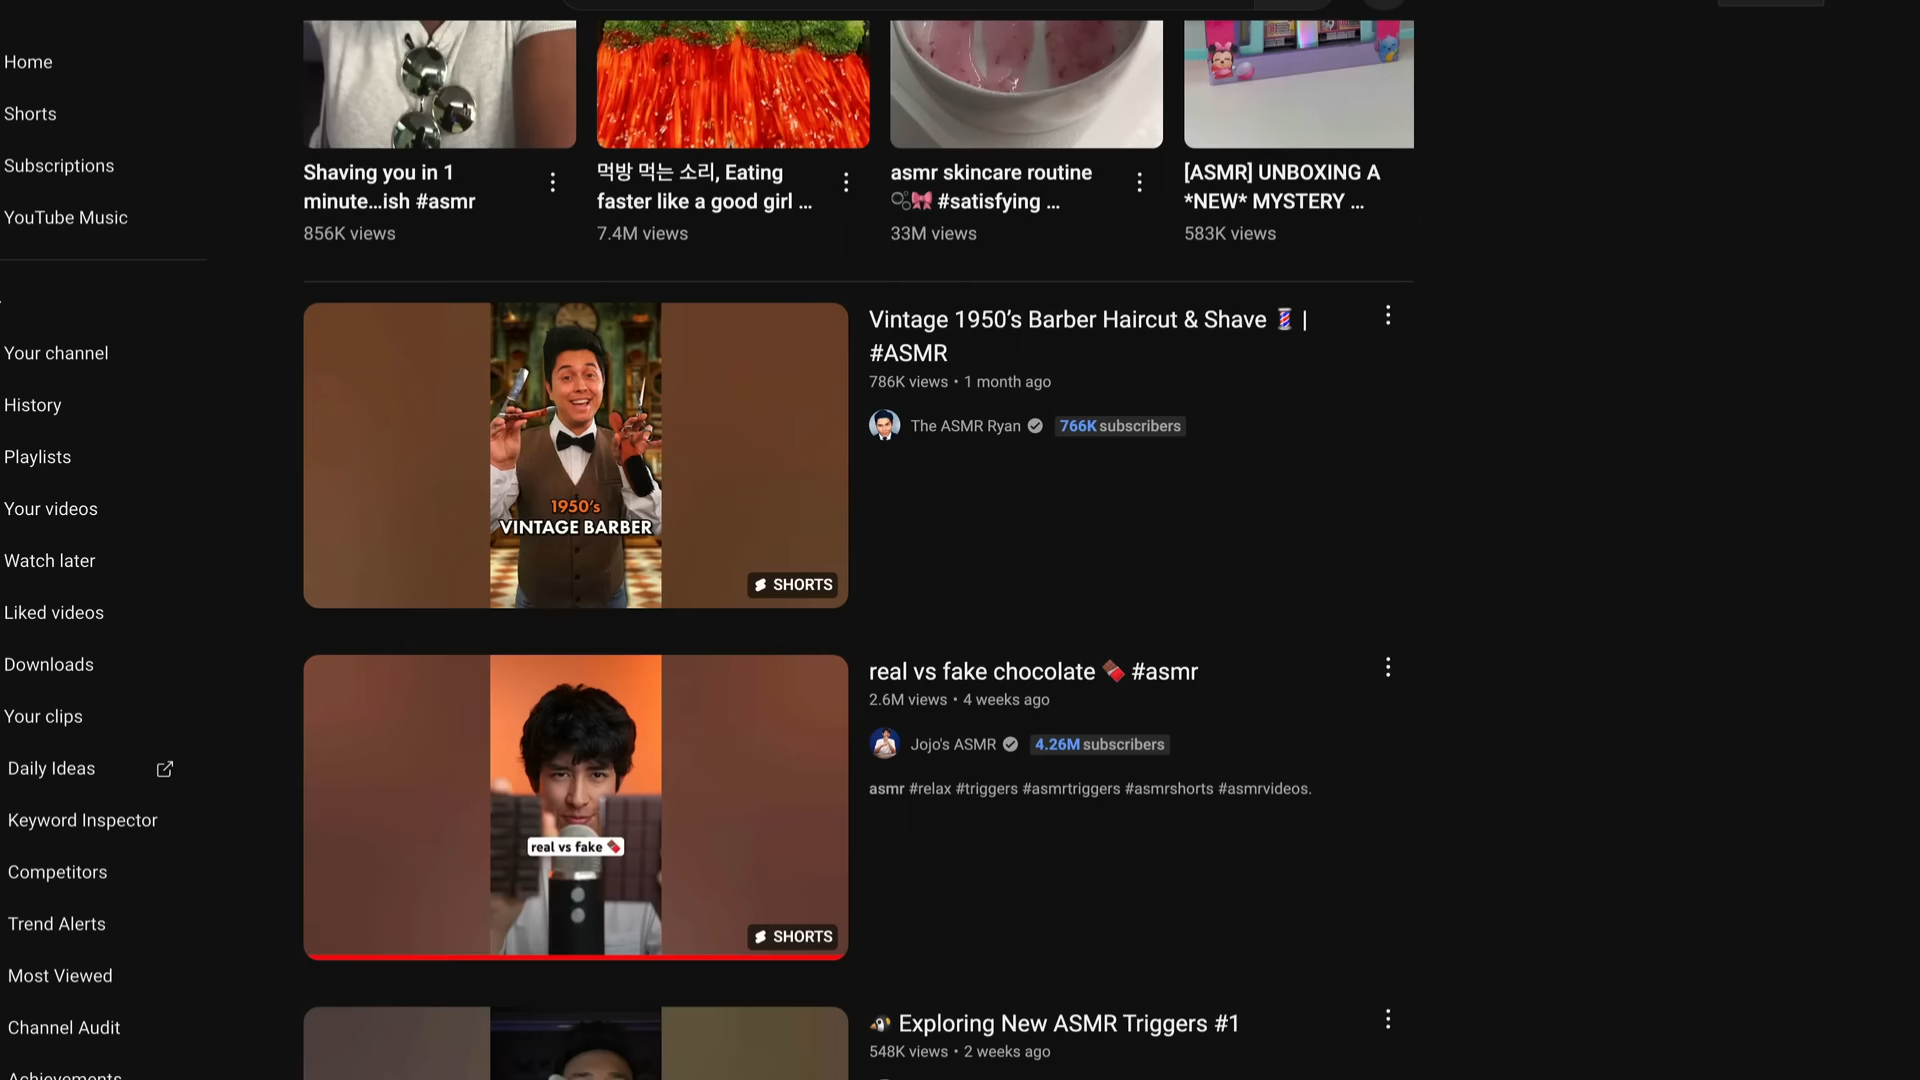 Home
Shorts
Subscriptions
YouTube Music
Your channel
History
Playlists
Your videos
Watch later
Liked videos
Downloads
Your clips
Daily Ideas
Keyword Inspector
Competitors
Trend Alerts
Most Viewed
Channel Audit
Achievements
Shaving you in 1
minute...ish #asmr
856K views
먹방 먹는 소리, Eating
faster like a good girl ...
7.4M views
asmr skincare routine
🫧🎀 #satisfying ...
33M views
[ASMR] UNBOXING A
*NEW* MYSTERY ...
583K views
1950's
VINTAGE BARBER
SHORTS
Vintage 1950’s Barber Haircut & Shave 💈 |
#ASMR
786K views • 1 month ago
The ASMR Ryan 766K subscribers
real vs fake 🍫
SHORTS
real vs fake chocolate 🍫 #asmr
2.6M views • 4 weeks ago
Jojo's ASMR 4.26M subscribers
asmr #relax #triggers #asmrtriggers #asmrshorts #asmrvideos.
🐧 Exploring New ASMR Triggers #1
548K views • 2 weeks ago